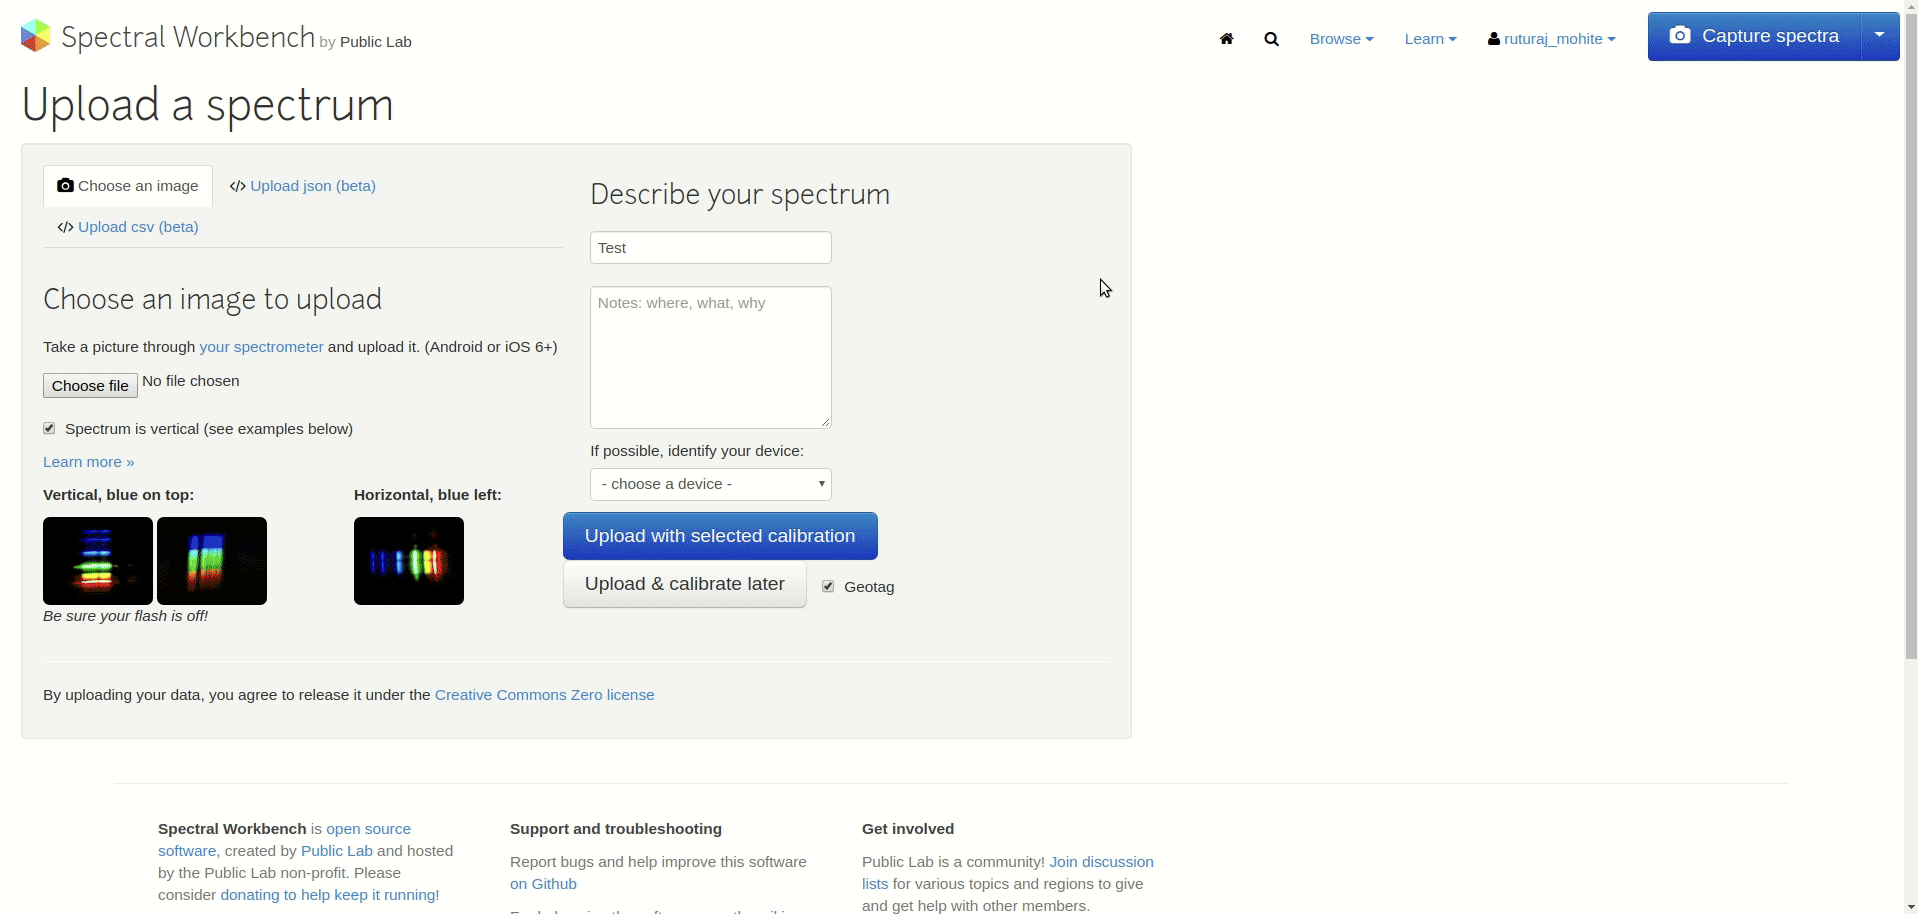 Spectral Workbench by Public Lab
Browse
Learn
ruturaj_mohite
Capture spectra
Upload a spectrum
Choose an image
</> Upload json (beta)
</> Upload csv (beta)
Choose an image to upload
Take a picture through your spectrometer and upload it. (Android or iOS 6+)
Choose file No file chosen
Spectrum is vertical (see examples below)
Learn more »
Vertical, blue on top:
Horizontal, blue left:
Be sure your flash is off!
Describe your spectrum
Test
Notes: where, what, why
If possible, identify your device:
- choose a device -
Upload with selected calibration
Upload & calibrate later
Geotag
By uploading your data, you agree to release it under the Creative Commons Zero license
Spectral Workbench is open source
software, created by Public Lab and hosted
by the Public Lab non-profit. Please
consider donating to help keep it running!
Support and troubleshooting
Report bugs and help improve this software
on Github
Get involved
Public Lab is a community! Join discussion
lists for various topics and regions to give
and get help with other members.